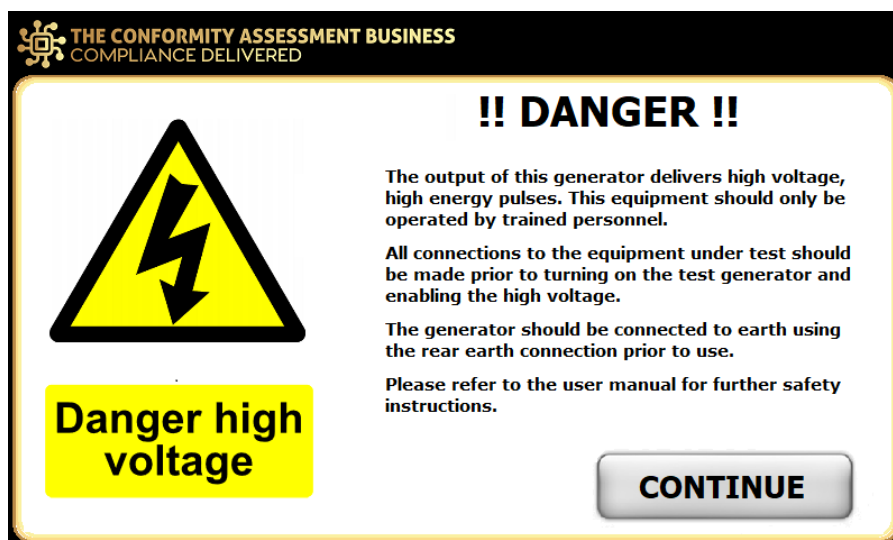 THE CONFORMITY ASSESSMENT BUSINESS
COMPLIANCE DELIVERED
!! DANGER !!
The output of this generator delivers high voltage,
high energy pulses. This equipment should only be
operated by trained personnel.
All connections to the equipment under test should
be made prior to turning on the test generator and
enabling the high voltage.
The generator should be connected to earth using
the rear earth connection prior to use.
Please refer to the user manual for further safety
instructions.
Danger high
voltage
CONTINUE